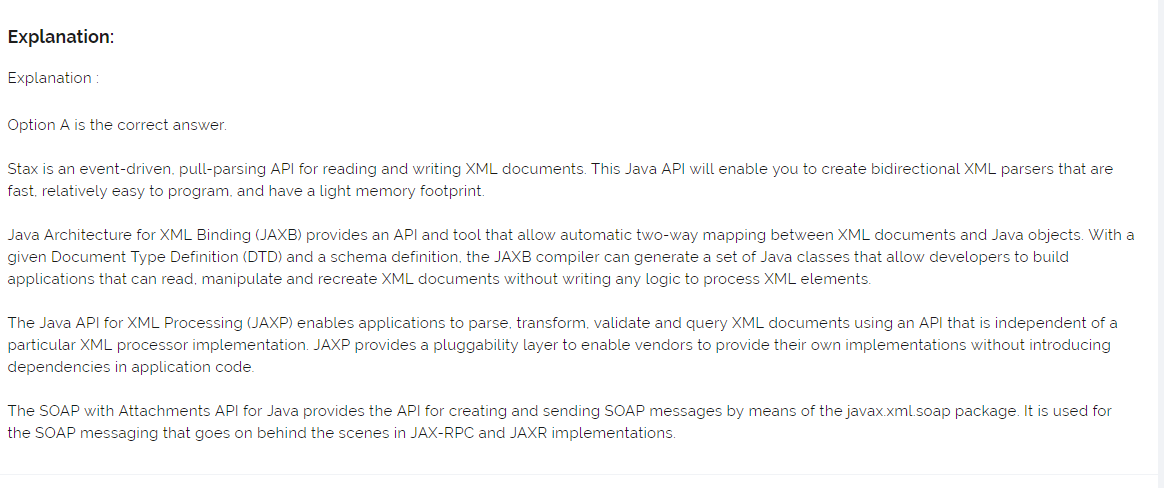 Explanation:
Explanation :
Option A is the correct answer.
Stax is an event-driven, pull-parsing API for reading and writing XML documents. This Java API will enable you to create bidirectional XML parsers that are
fast, relatively easy to program, and have a light memory footprint.
Java Architecture for XML Binding (JAXB) provides an API and tool that allow automatic two-way mapping between XML documents and Java objects. With a
given Document Type Definition (DTD) and a schema definition, the JAXB compiler can generate a set of Java classes that allow developers to build
applications that can read, manipulate and recreate XML documents without writing any logic to process XML elements.
The Java API for XML Processing (JAXP) enables applications to parse, transform, validate and query XML documents using an API that is independent of a
particular XML processor implementation. JAXP provides a pluggability layer to enable vendors to provide their own implementations without introducing
dependencies in application code.
The SOAP with Attachments API for Java provides the API for creating and sending SOAP messages by means of the javax.xml.soap package. It is used for
the SOAP messaging that goes on behind the scenes in JAX-RPC and JAXR implementations.